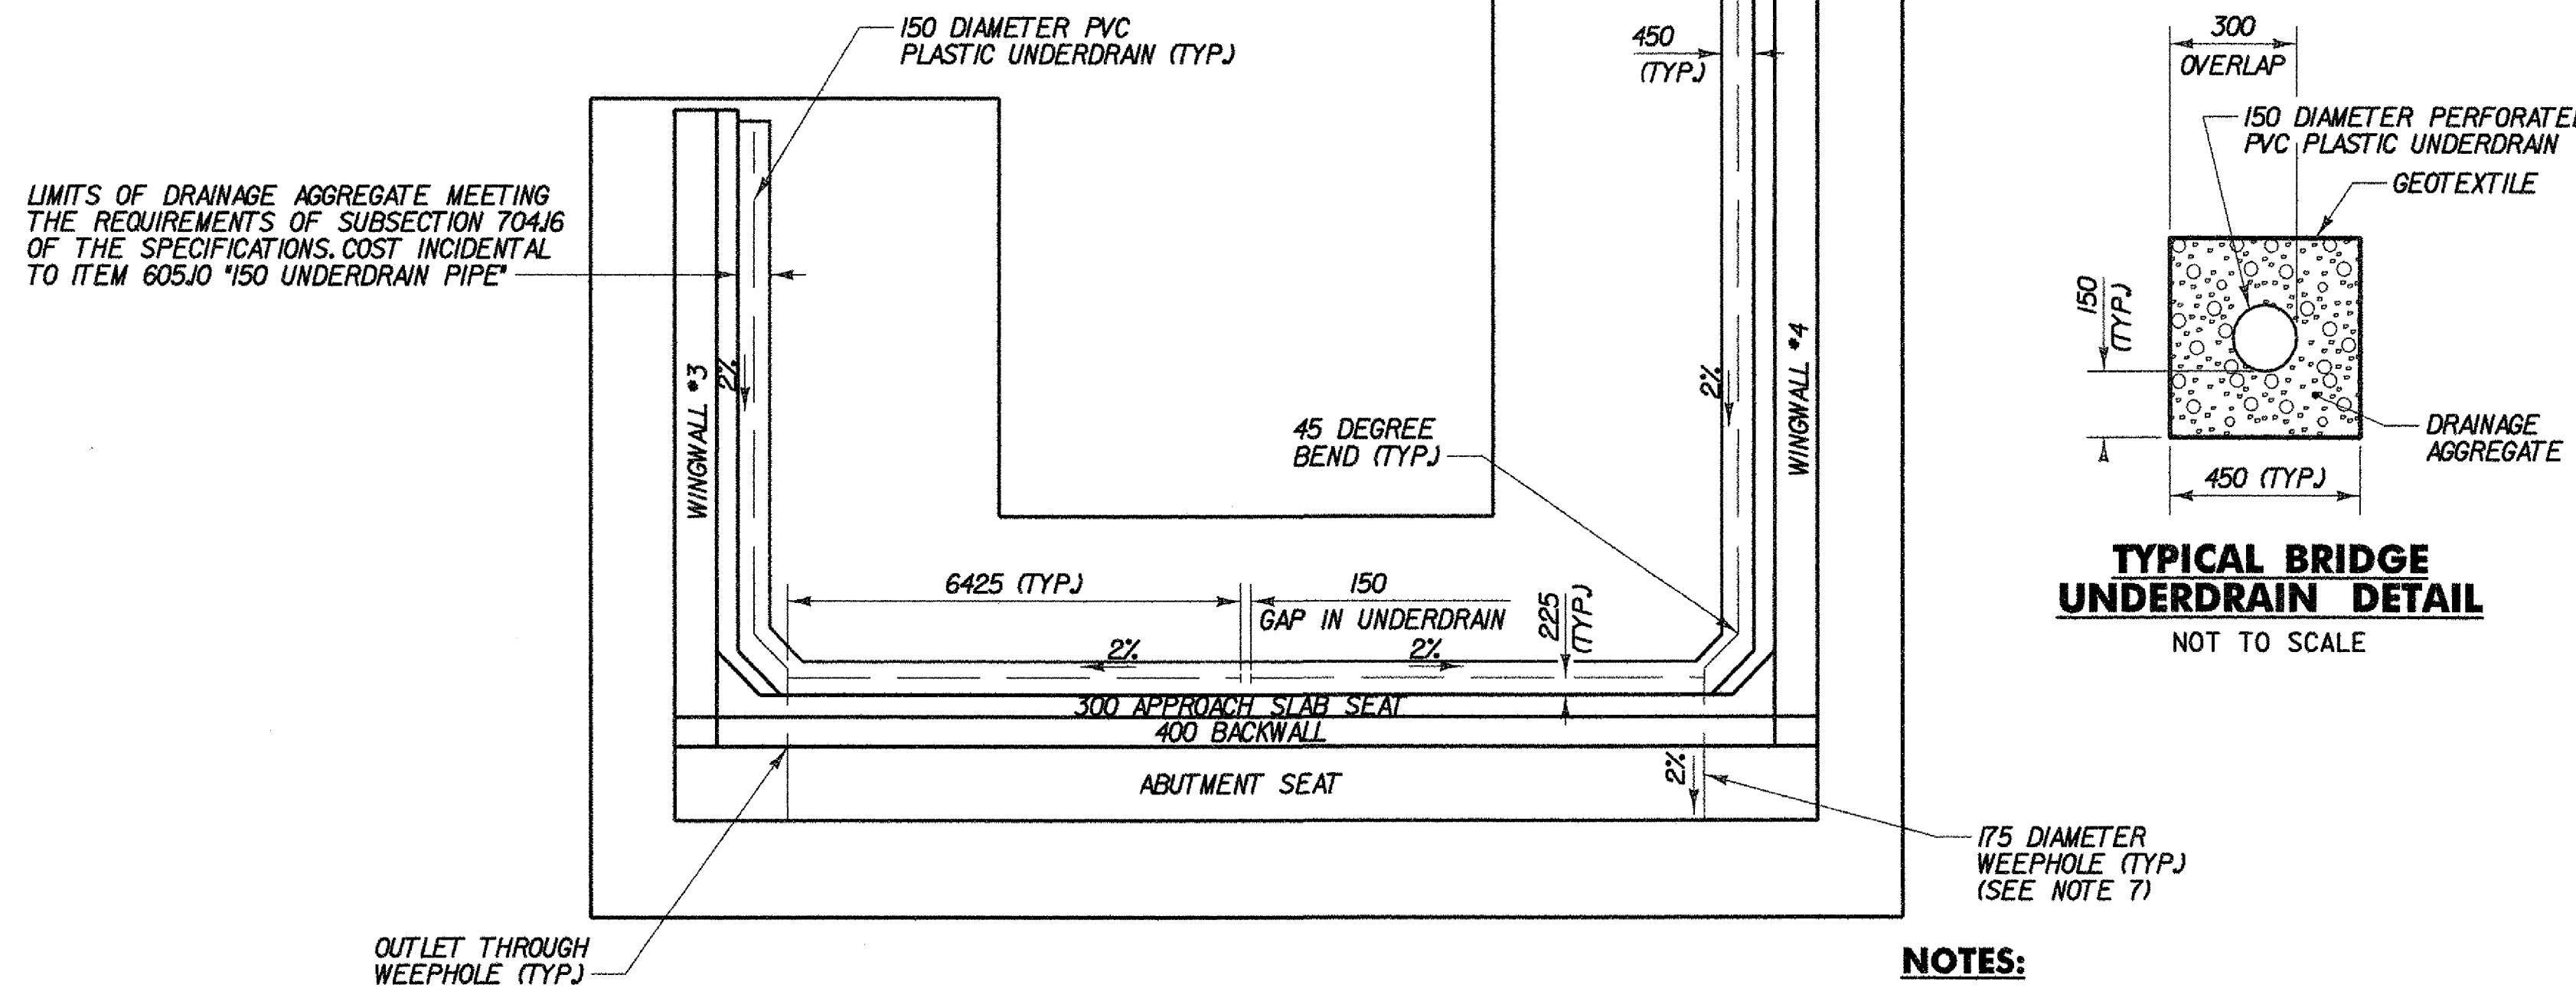 150 DIAMETER PVC
PLASTIC UNDERDRAIN (TYP.)
450
(TYP.)
LIMITS OF DRAINAGE AGGREGATE MEETING
THE REQUIREMENTS OF SUBSECTION 704.16
OF THE SPECIFICATIONS. COST INCIDENTAL
TO ITEM 605.10 "150 UNDERDRAIN PIPE"
WINGWALL #3
2%
45 DEGREE
BEND (TYP.)
2%
WINGWALL #4
6425 (TYP.)
150
GAP IN UNDERDRAIN
225
(TYP.)
2%
2%
300 APPROACH SLAB SEAT
400 BACKWALL
ABUTMENT SEAT
2%
OUTLET THROUGH
WEEPHOLE (TYP.)
175 DIAMETER
WEEPHOLE (TYP.)
(SEE NOTE 7)
300
OVERLAP
150 DIAMETER PERFORATED
PVC PLASTIC UNDERDRAIN
GEOTEXTILE
150
(TYP.)
DRAINAGE
AGGREGATE
450 (TYP.)
TYPICAL BRIDGE
UNDERDRAIN DETAIL
NOT TO SCALE
NOTES: